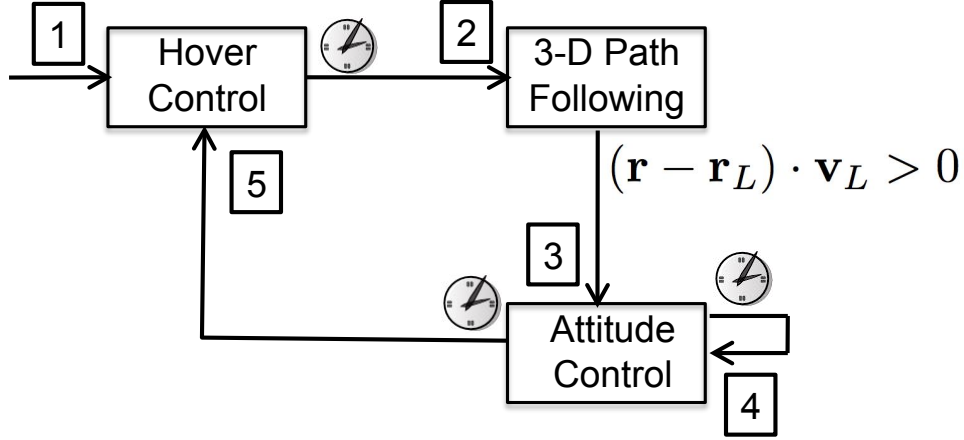 1
Hover
Control
2
3-D Path
Following
(r − r_L) · v_L > 0
3
5
Attitude
Control
4